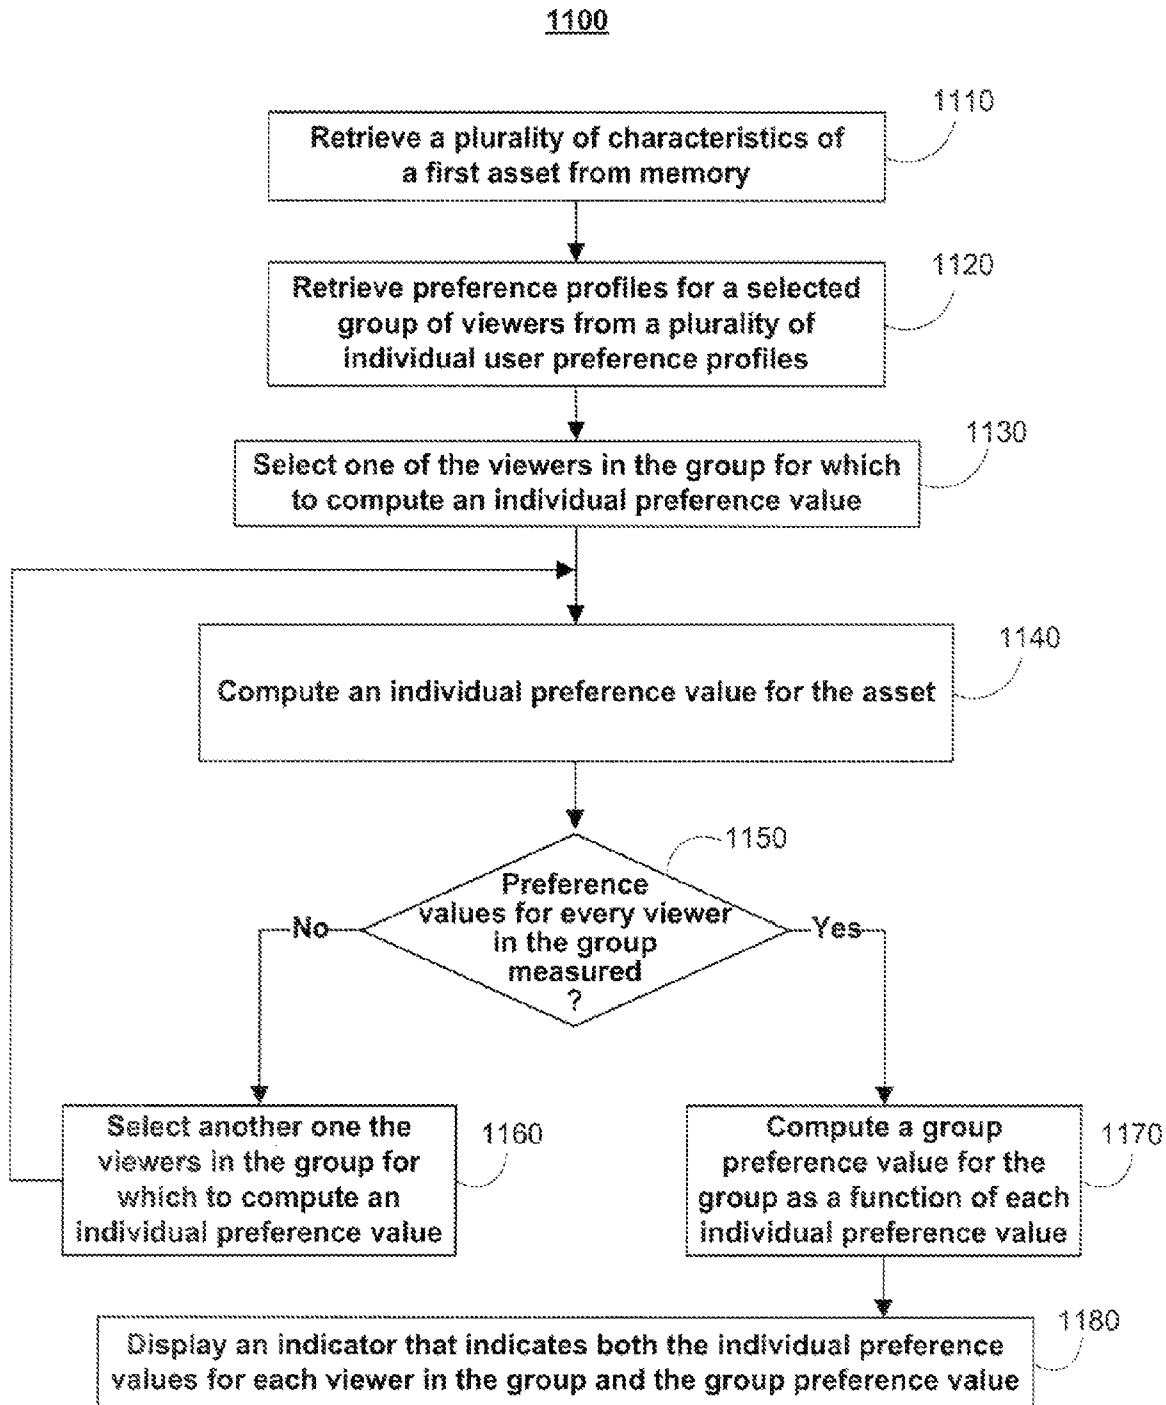 1100
1110
Retrieve a plurality of characteristics of
a first asset from memory
1120
Retrieve preference profiles for a selected
group of viewers from a plurality of
individual user preference profiles
1130
Select one of the viewers in the group for which
to compute an individual preference value
1140
Compute an individual preference value for the asset
1150
Preference
values for every viewer
in the group
measured
?
No
Yes
Select another one the
viewers in the group for
which to compute an
individual preference value
1160
Compute a group
preference value for the
group as a function of each
individual preference value
1170
1180
Display an indicator that indicates both the individual preference
values for each viewer in the group and the group preference value